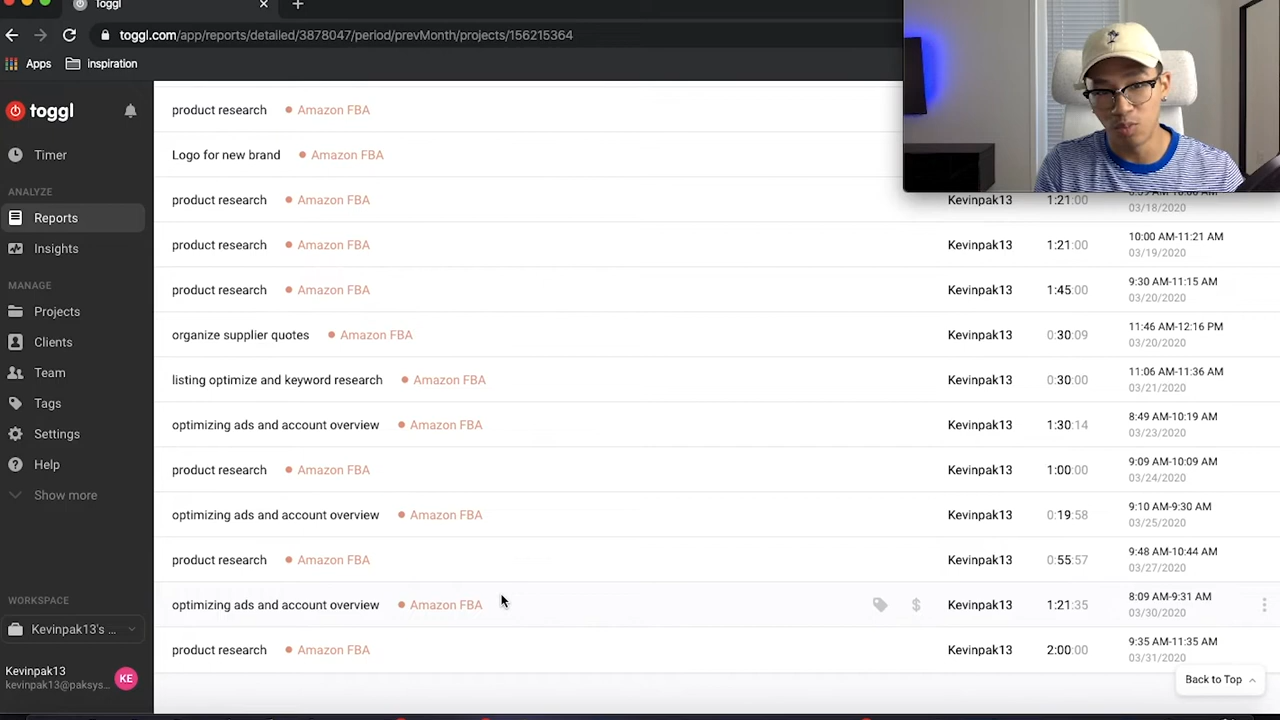 Toggl
toggl.com/app/reports/detailed/3878047/period/prevMonth/projects/156215364
Apps
inspiration
toggl
Timer
ANALYZE
Reports
Insights
MANAGE
Projects
Clients
Team
Tags
Settings
Help
Show more
WORKSPACE
Kevinpak13's ...
Kevinpak13
kevinpak13@paksys...
KE
product research Amazon FBA
Logo for new brand Amazon FBA
product research Amazon FBA Kevinpak13 1:21:00
03/18/2020
product research Amazon FBA Kevinpak13 1:21:00 10:00 AM-11:21 AM
03/19/2020
product research Amazon FBA Kevinpak13 1:45:00 9:30 AM-11:15 AM
03/20/2020
organize supplier quotes Amazon FBA Kevinpak13 0:30:09 11:46 AM-12:16 PM
03/20/2020
listing optimize and keyword research Amazon FBA Kevinpak13 0:30:00 11:06 AM-11:36 AM
03/21/2020
optimizing ads and account overview Amazon FBA Kevinpak13 1:30:14 8:49 AM-10:19 AM
03/23/2020
product research Amazon FBA Kevinpak13 1:00:00 9:09 AM-10:09 AM
03/24/2020
optimizing ads and account overview Amazon FBA Kevinpak13 0:19:58 9:10 AM-9:30 AM
03/25/2020
product research Amazon FBA Kevinpak13 0:55:57 9:48 AM-10:44 AM
03/27/2020
optimizing ads and account overview Amazon FBA $ Kevinpak13 1:21:35 8:09 AM-9:31 AM
03/30/2020
product research Amazon FBA Kevinpak13 2:00:00 9:35 AM-11:35 AM
03/31/2020
Back to Top